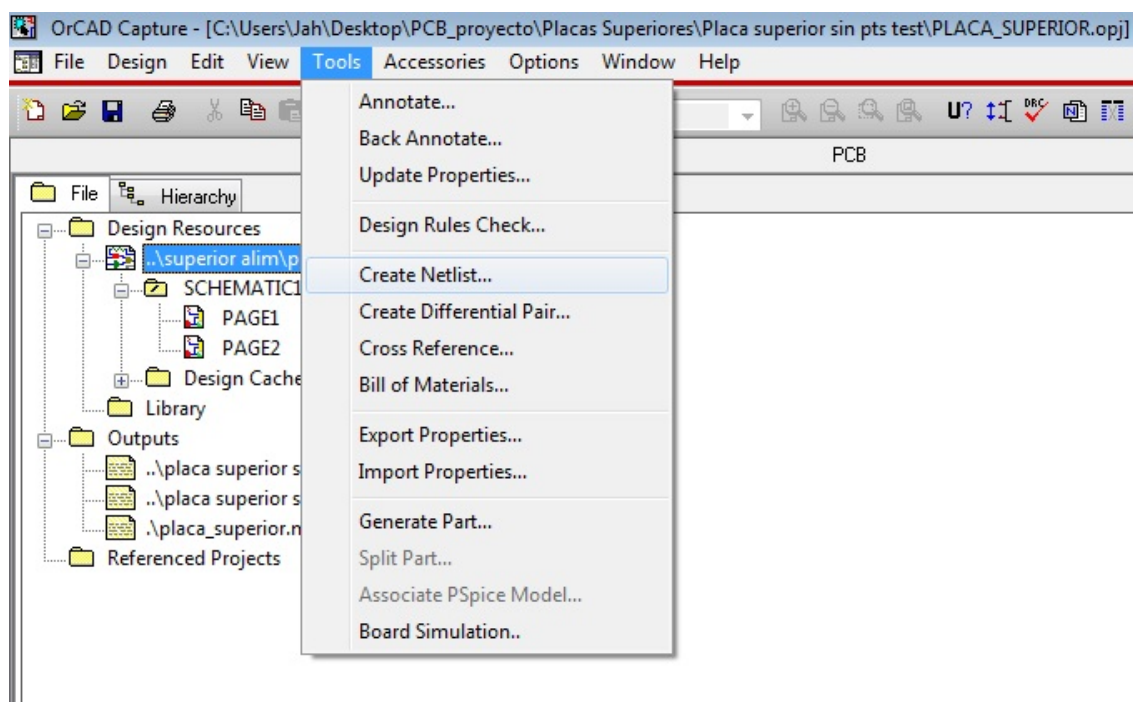 OrCAD Capture - [C:\Users\Jah\Desktop\PCB_proyecto\Placas Superiores\Placa superior sin pts test\PLACA_SUPERIOR.opj]
File Design Edit View Tools Accessories Options Window Help
U? DRC N
PCB
File Hierarchy
Design Resources
..\superior alim\p
SCHEMATIC1
PAGE1
PAGE2
Design Cache
Library
Outputs
..\placa superior s
..\placa superior s
.\placa_superior.n
Referenced Projects
Annotate...
Back Annotate...
Update Properties...
Design Rules Check...
Create Netlist...
Create Differential Pair...
Cross Reference...
Bill of Materials...
Export Properties...
Import Properties...
Generate Part...
Split Part...
Associate PSpice Model...
Board Simulation..